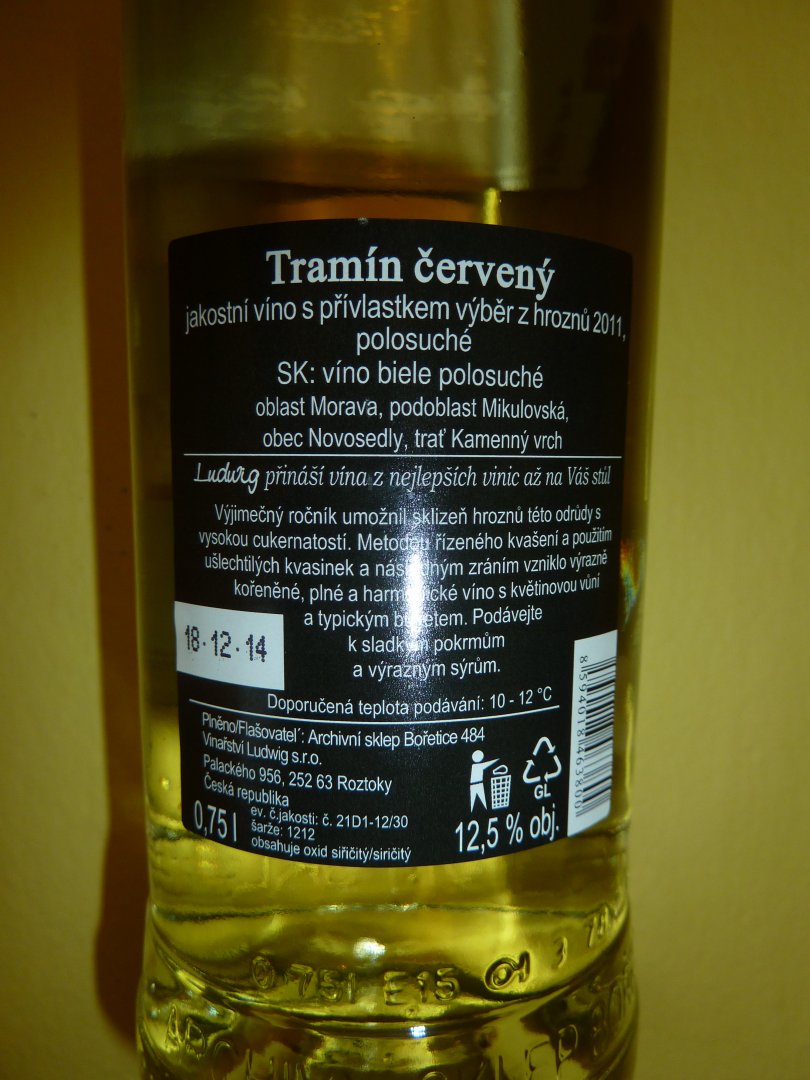 Tramín červený
jakostní víno s přívlastkem výběr z hroznů 2011,
polosuché
SK: víno biele polosuché
oblast Morava, podoblast Mikulovská,
obec Novosedly, trať Kamenný vrch
Ludwig přináší vína z nejlepších vinic až na Váš stůl
Výjimečný ročník umožnil sklizeň hroznů této odrůdy s
vysokou cukernatostí. Metodou řízeného kvašení a použitím
ušlechtilých kvasinek a následným zráním vzniklo výrazně
kořeněné, plné a harmonické víno s květinovou vůní
a typickým buketem. Podávejte
k sladkým pokrmům
a výrazným sýrům.
18·12·14
Doporučená teplota podávání: 10 - 12 °C
Plněno/Flašovateľ: Archivní sklep Bořetice 484
Vinařství Ludwig s.r.o.
Palackého 956, 252 63 Roztoky
Česká republika
0,75 l
ev. č.jakosti: č. 21D1-12/30
šarže: 1212
obsahuje oxid siřičitý/siričitý
GL
12,5 % obj.
8594018463800
0.75l E15